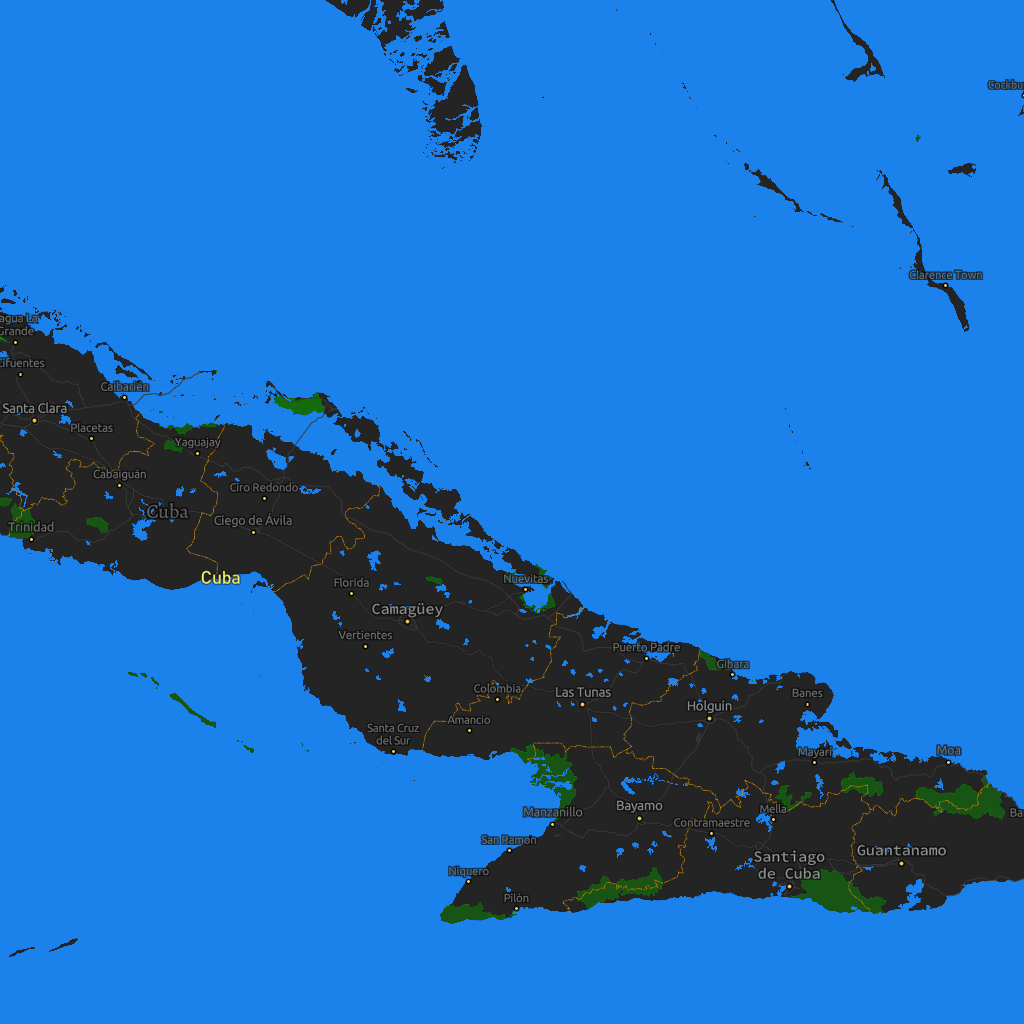 Cockbu
Clarence Town
agua La
Grande
Cifuentes
Caibarién
Santa Clara
Placetas
Yaguajay
Cabaiguán
Ciro Redondo
Cuba
Ciego de Ávila
Trinidad
Cuba
Florida
Nuevitas
Camagüey
Vertientes
Puerto Padre
Gibara
Colombia
Las Tunas
Banes
Holguín
Amancio
Santa Cruz
del Sur
Mayarí
Moa
Bayamo
Mella
Manzanillo
Contramaestre
Ba
San Ramón
Guantánamo
Santiago
de Cuba
Niquero
Pilón